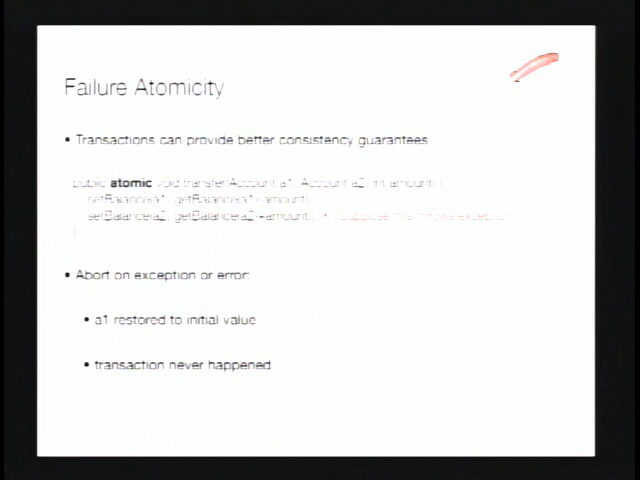 Failure Atomicity
• Transactions can provide better consistency guarantees
public atomic void transfer(Account a1, Account a2, int amount) {
setBalance(a1, getBalance(a1)-amount);
setBalance(a2, getBalance(a2)+amount); Suppose this throws exception
}
• Abort on exception or error:
• a1 restored to initial value
• transaction never happened